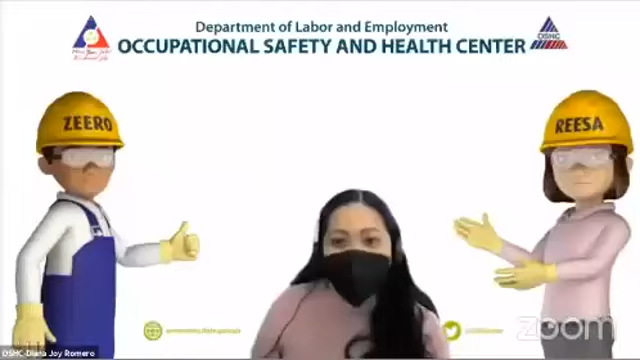 Department of Labor and Employment
OCCUPATIONAL SAFETY AND HEALTH CENTER
OSHC
ZEERO
REESA
zoom
OSHC-Diana Joy Romero